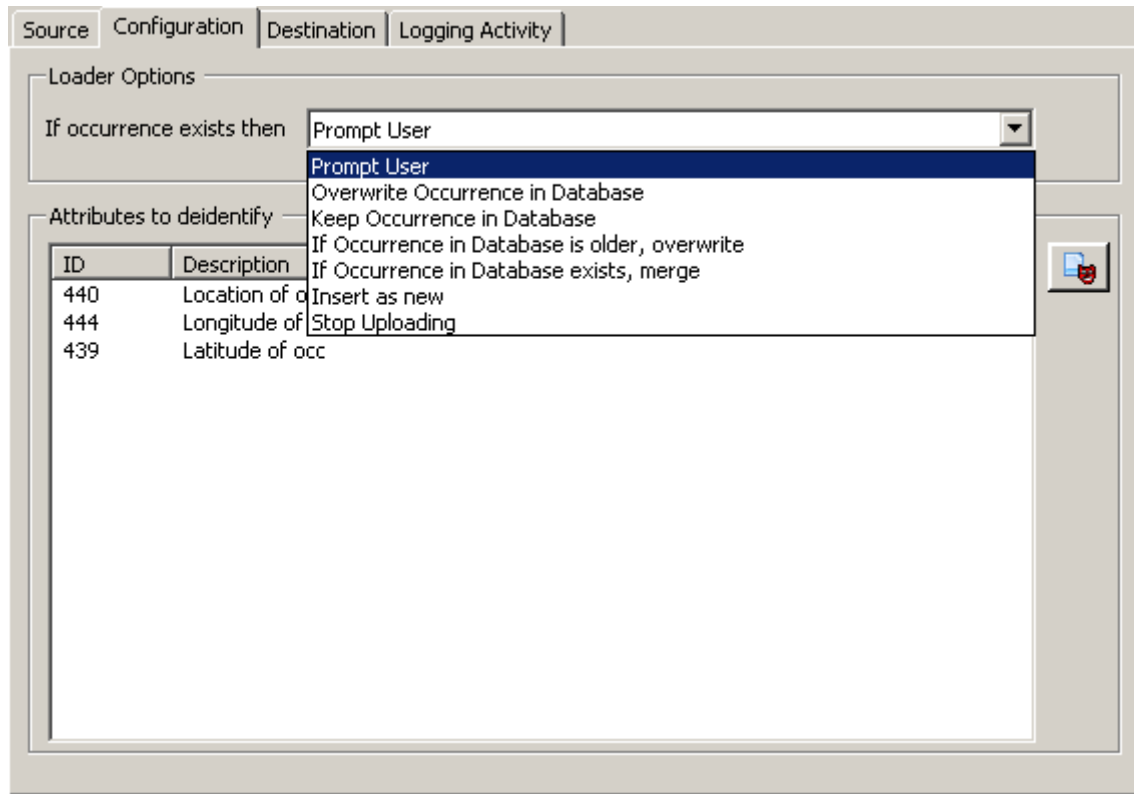 Source Configuration Destination Logging Activity
Loader Options
If occurrence exists then Prompt User
Prompt User
Overwrite Occurrence in Database
Keep Occurrence in Database
If Occurrence in Database is older, overwrite
If Occurrence in Database exists, merge
Insert as new
Stop Uploading
Attributes to deidentify
ID Description
440 Location of o
444 Longitude of
439 Latitude of occ